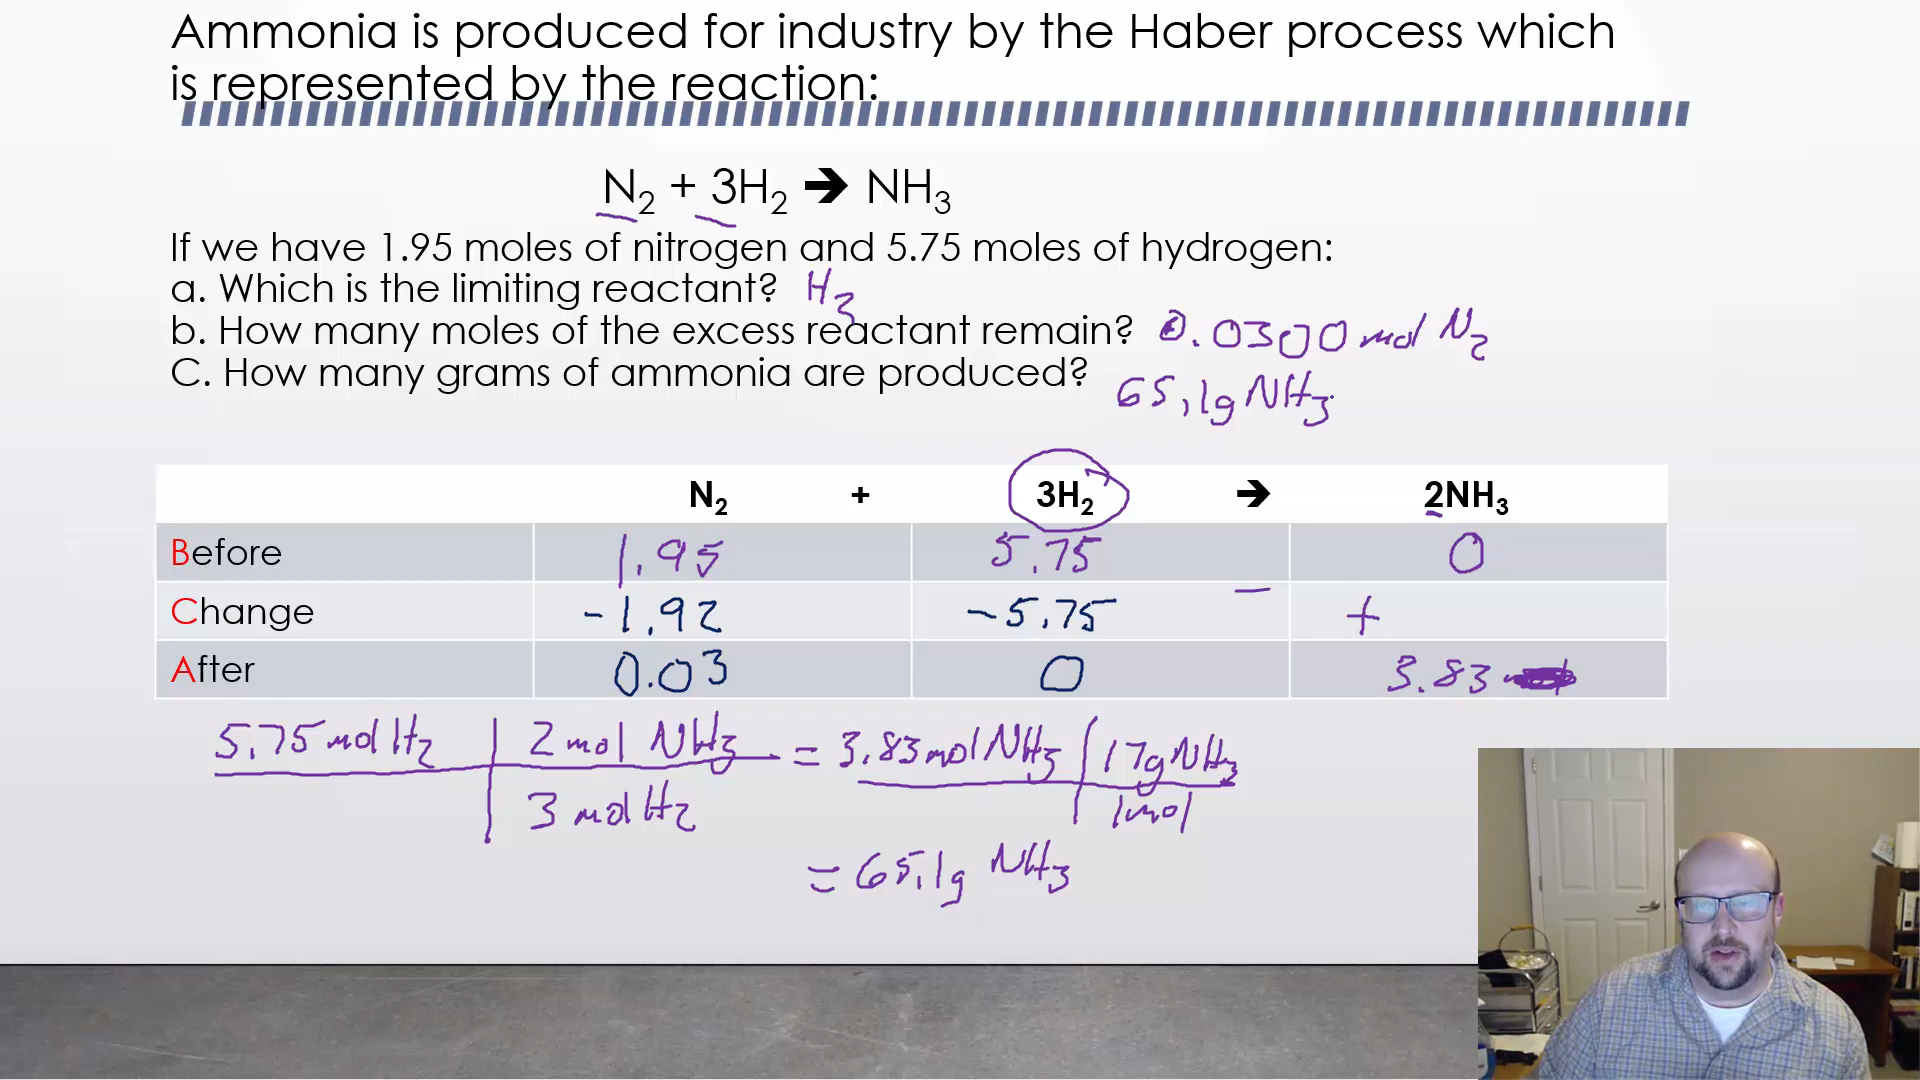 Ammonia is produced for industry by the Haber process which
is represented by the reaction:
N₂ + 3H₂ → NH₃
If we have 1.95 moles of nitrogen and 5.75 moles of hydrogen:
a. Which is the limiting reactant? H₂
b. How many moles of the excess reactant remain? 0.0300 mol N₂
C. How many grams of ammonia are produced? 65.1g NH₃
N₂ + 3H₂ → 2NH₃
Before 1.95 5.75 0
Change -1.92 -5.75 - +
After 0.03 0 3.83
5.75 mol H₂ | 2 mol NH₃ = 3.83 mol NH₃ | 17g NH₃
3 mol H₂ 1 mol
= 65.1g NH₃